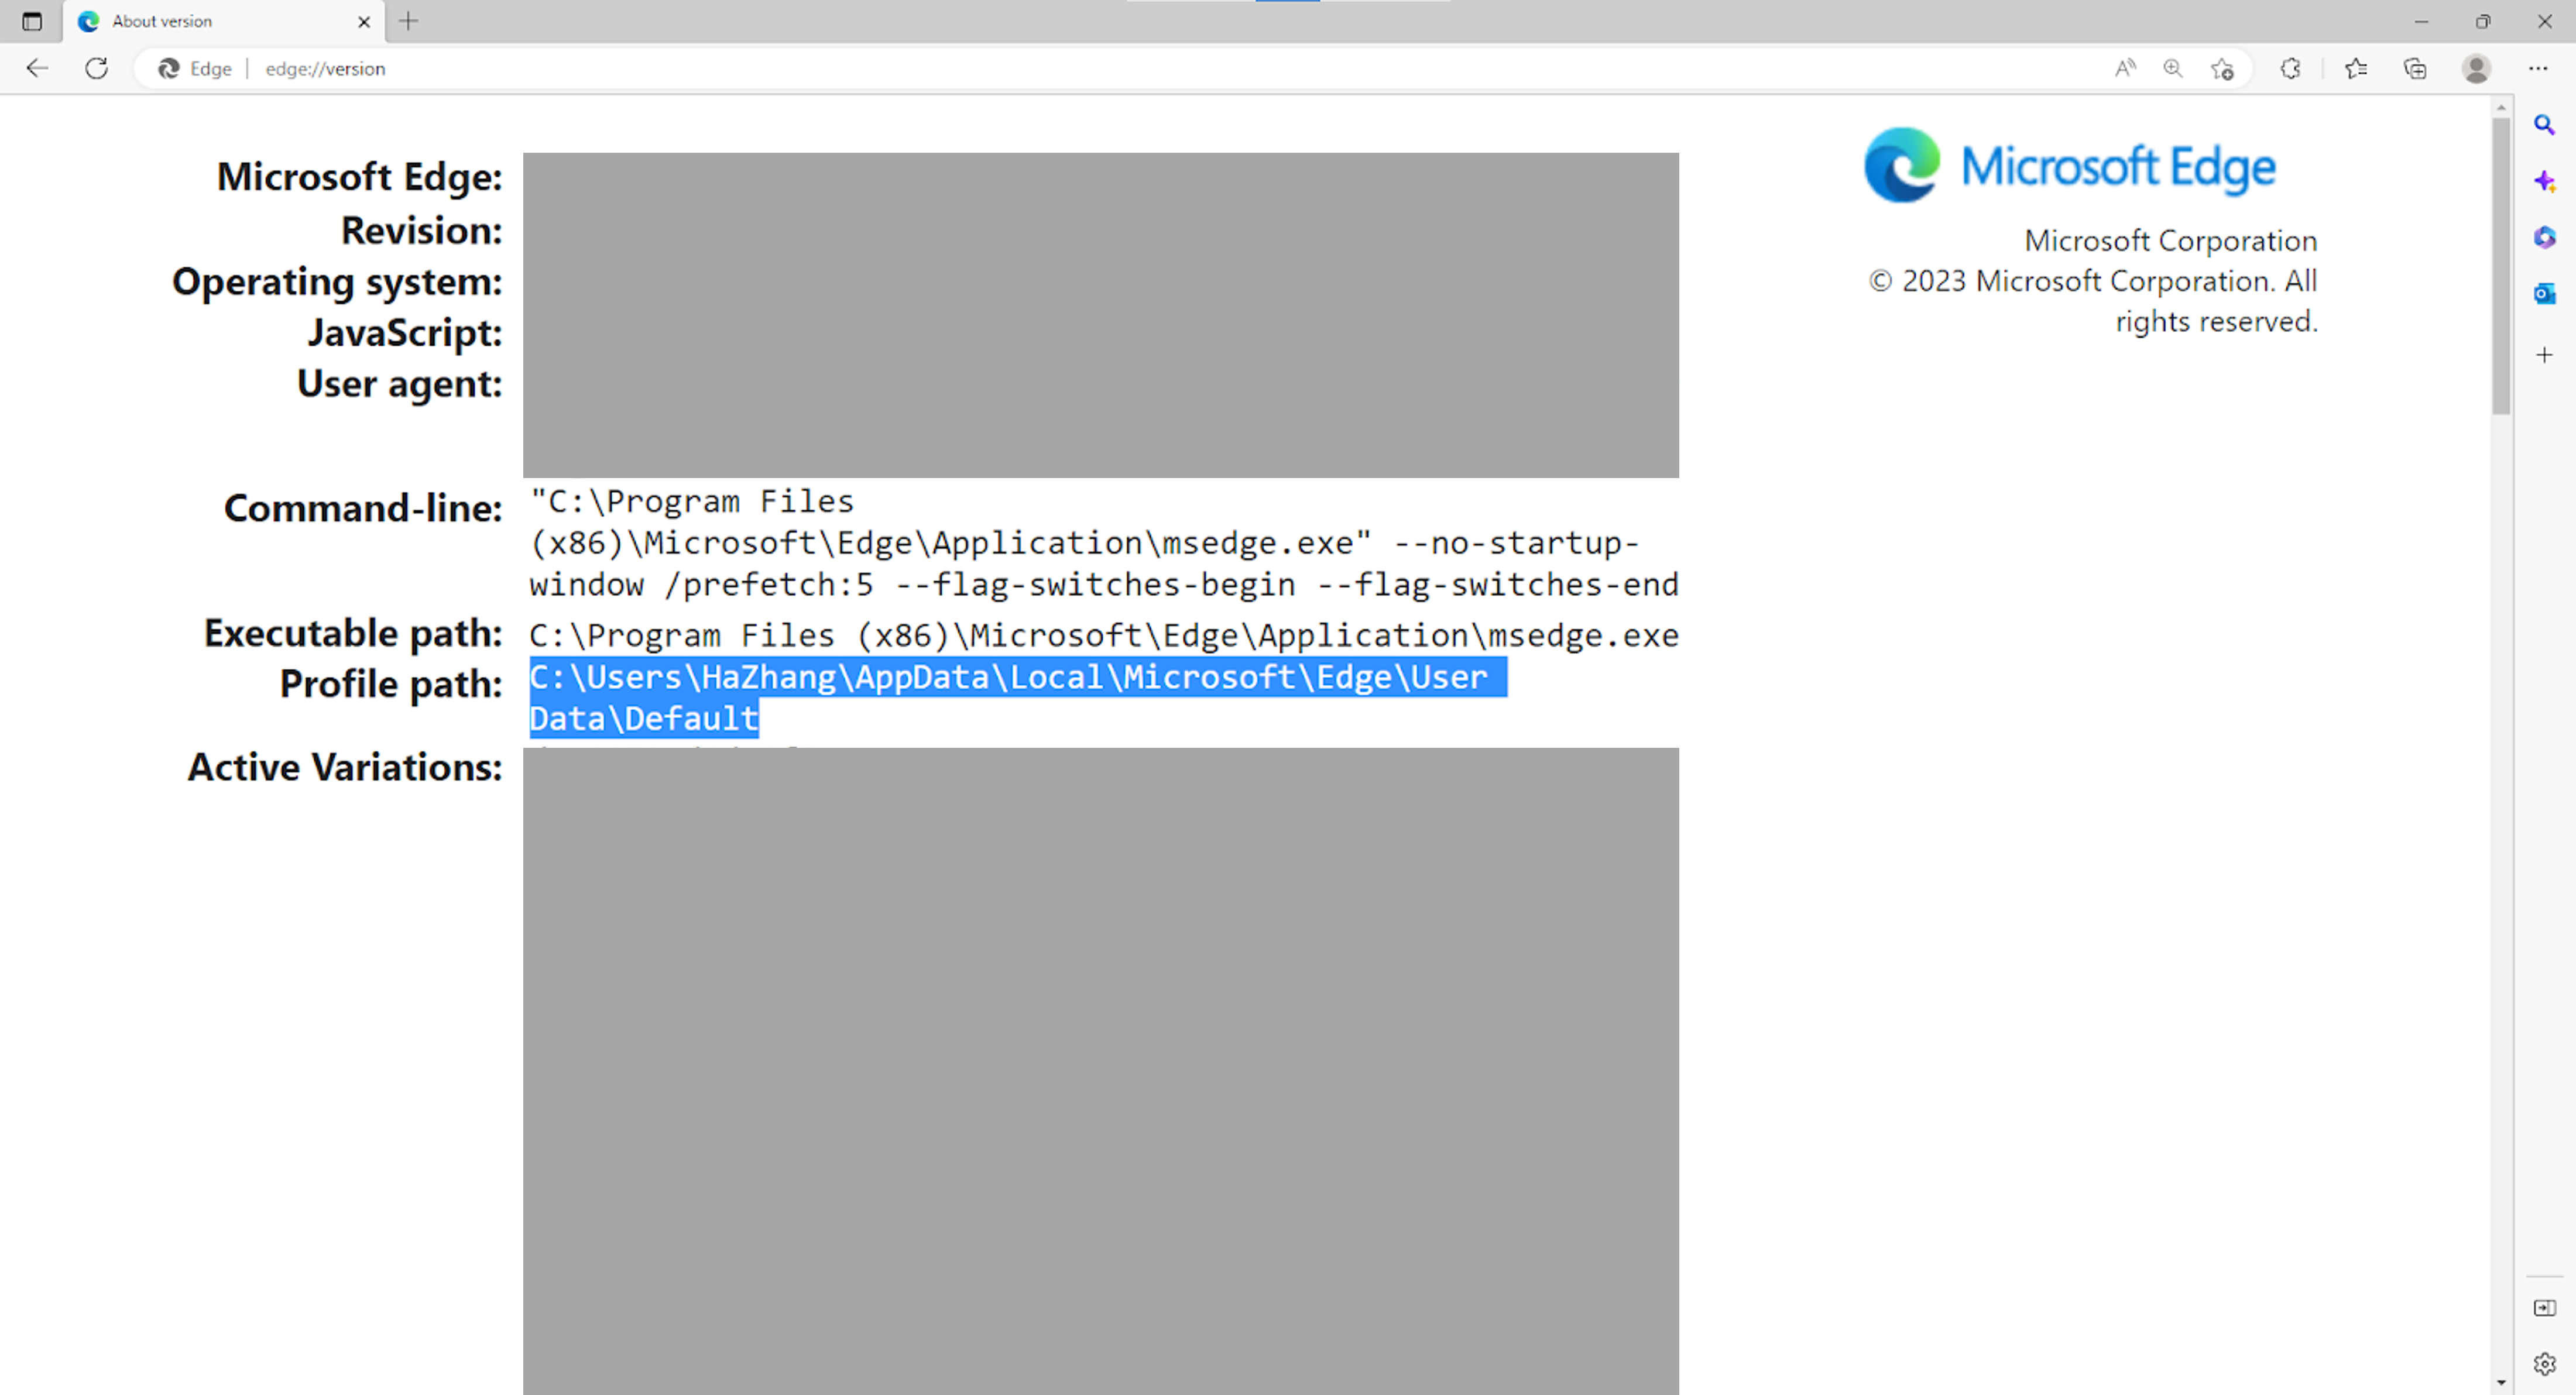 About version
Edge | edge://version
Microsoft Edge
Microsoft Corporation
© 2023 Microsoft Corporation. All
rights reserved.
Microsoft Edge:
Revision:
Operating system:
JavaScript:
User agent:
Command-line: "C:\Program Files
(x86)\Microsoft\Edge\Application\msedge.exe" --no-startup-
window /prefetch:5 --flag-switches-begin --flag-switches-end
Executable path: C:\Program Files (x86)\Microsoft\Edge\Application\msedge.exe
Profile path: C:\Users\HaZhang\AppData\Local\Microsoft\Edge\User
Data\Default
Active Variations: